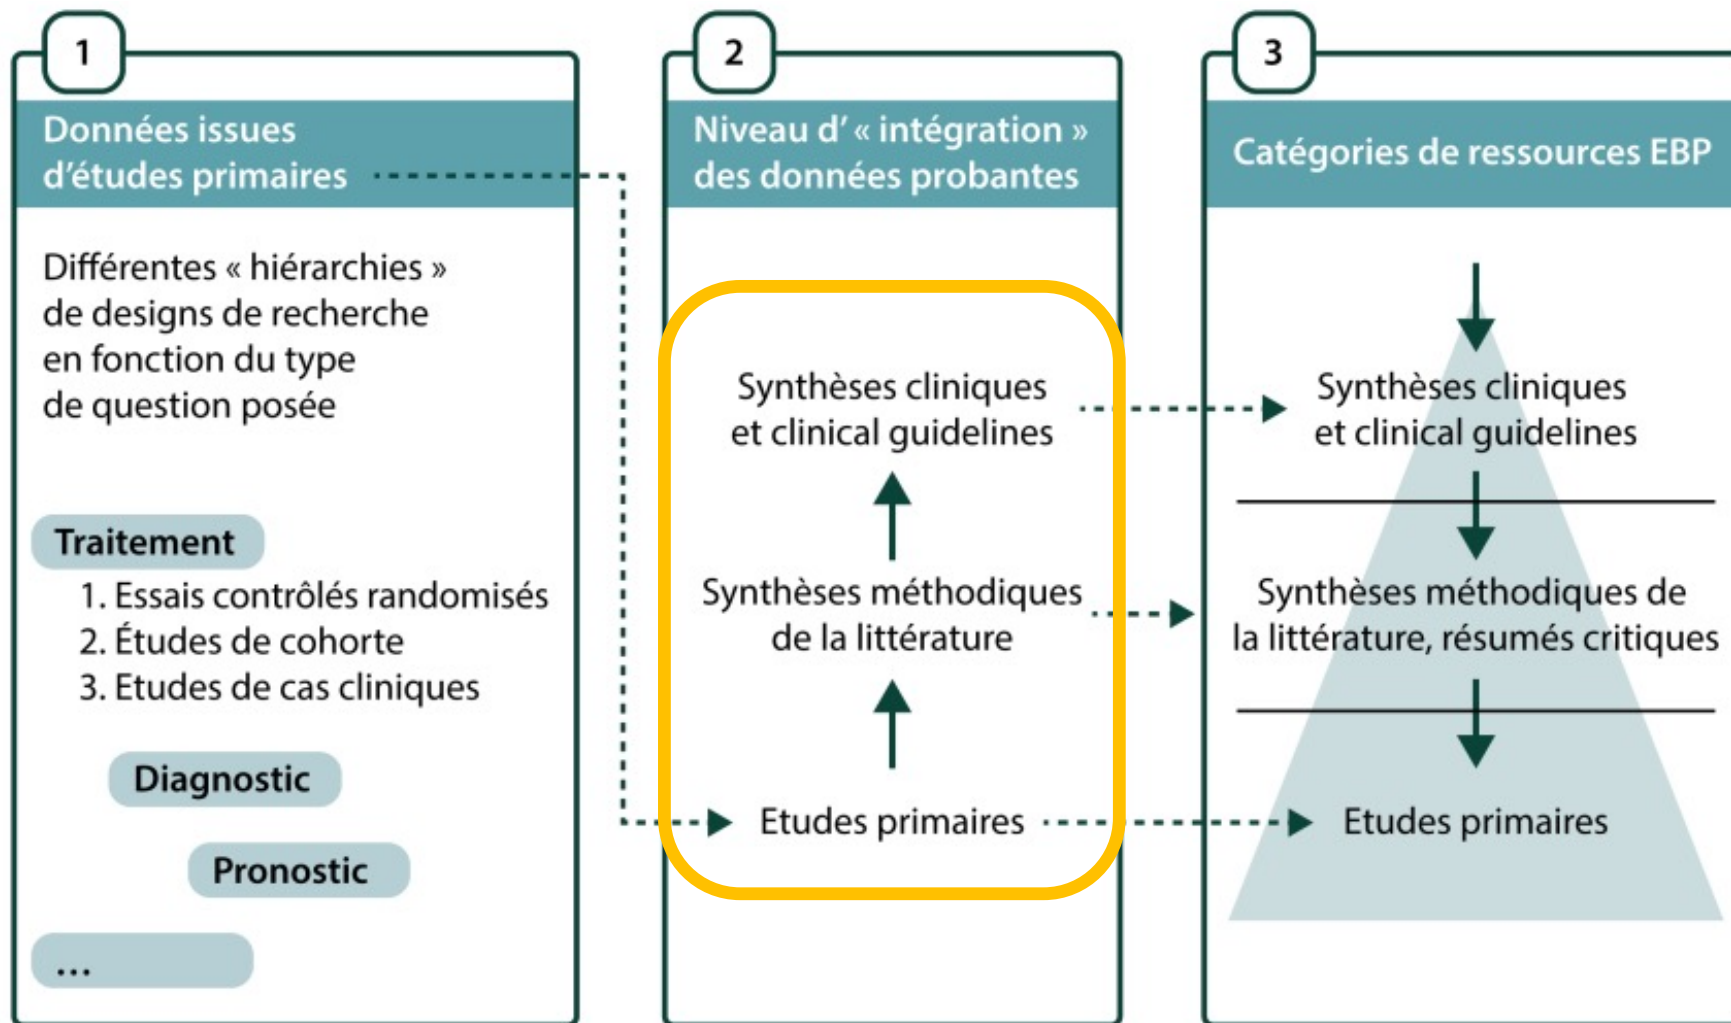 1
Données issues
d'études primaires
Différentes « hiérarchies »
de designs de recherche
en fonction du type
de question posée
Traitement
1. Essais contrôlés randomisés
2. Études de cohorte
3. Etudes de cas cliniques
Diagnostic
Pronostic
...
2
Niveau d' « intégration »
des données probantes
Synthèses cliniques
et clinical guidelines
Synthèses méthodiques
de la littérature
Etudes primaires
3
Catégories de ressources EBP
Synthèses cliniques
et clinical guidelines
Synthèses méthodiques de
la littérature, résumés critiques
Etudes primaires